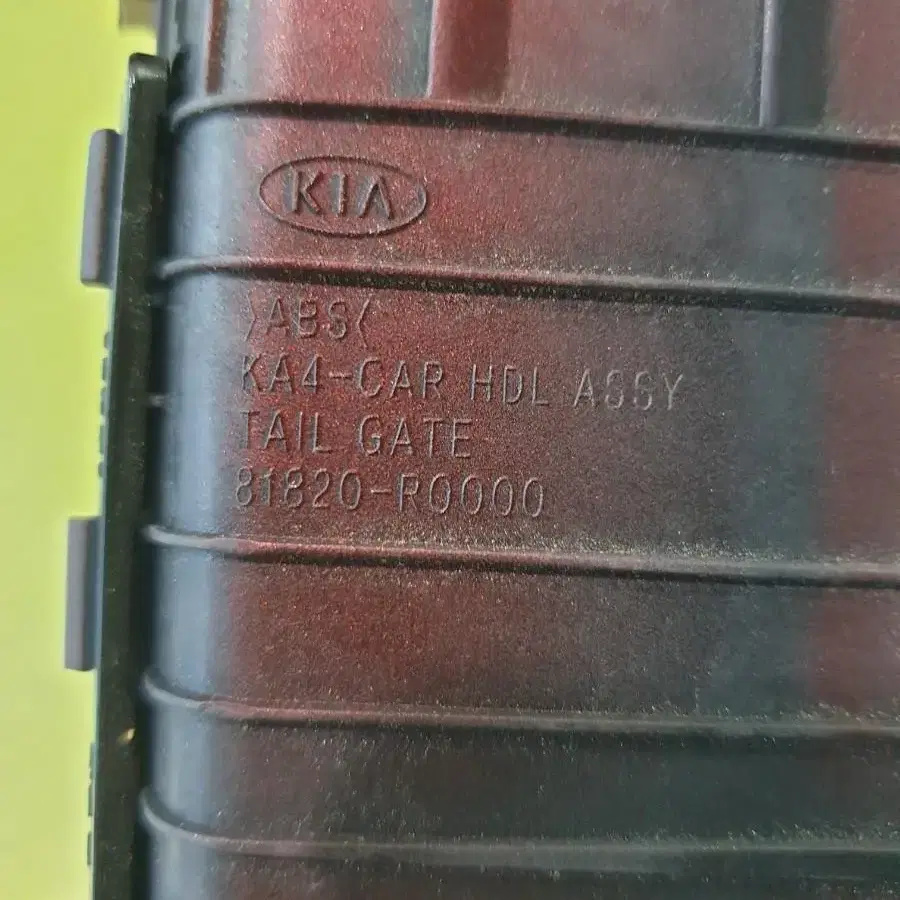 KIA
>ABS<
KA4-CAR HDL ASSY
TAIL GATE
81820-R0000